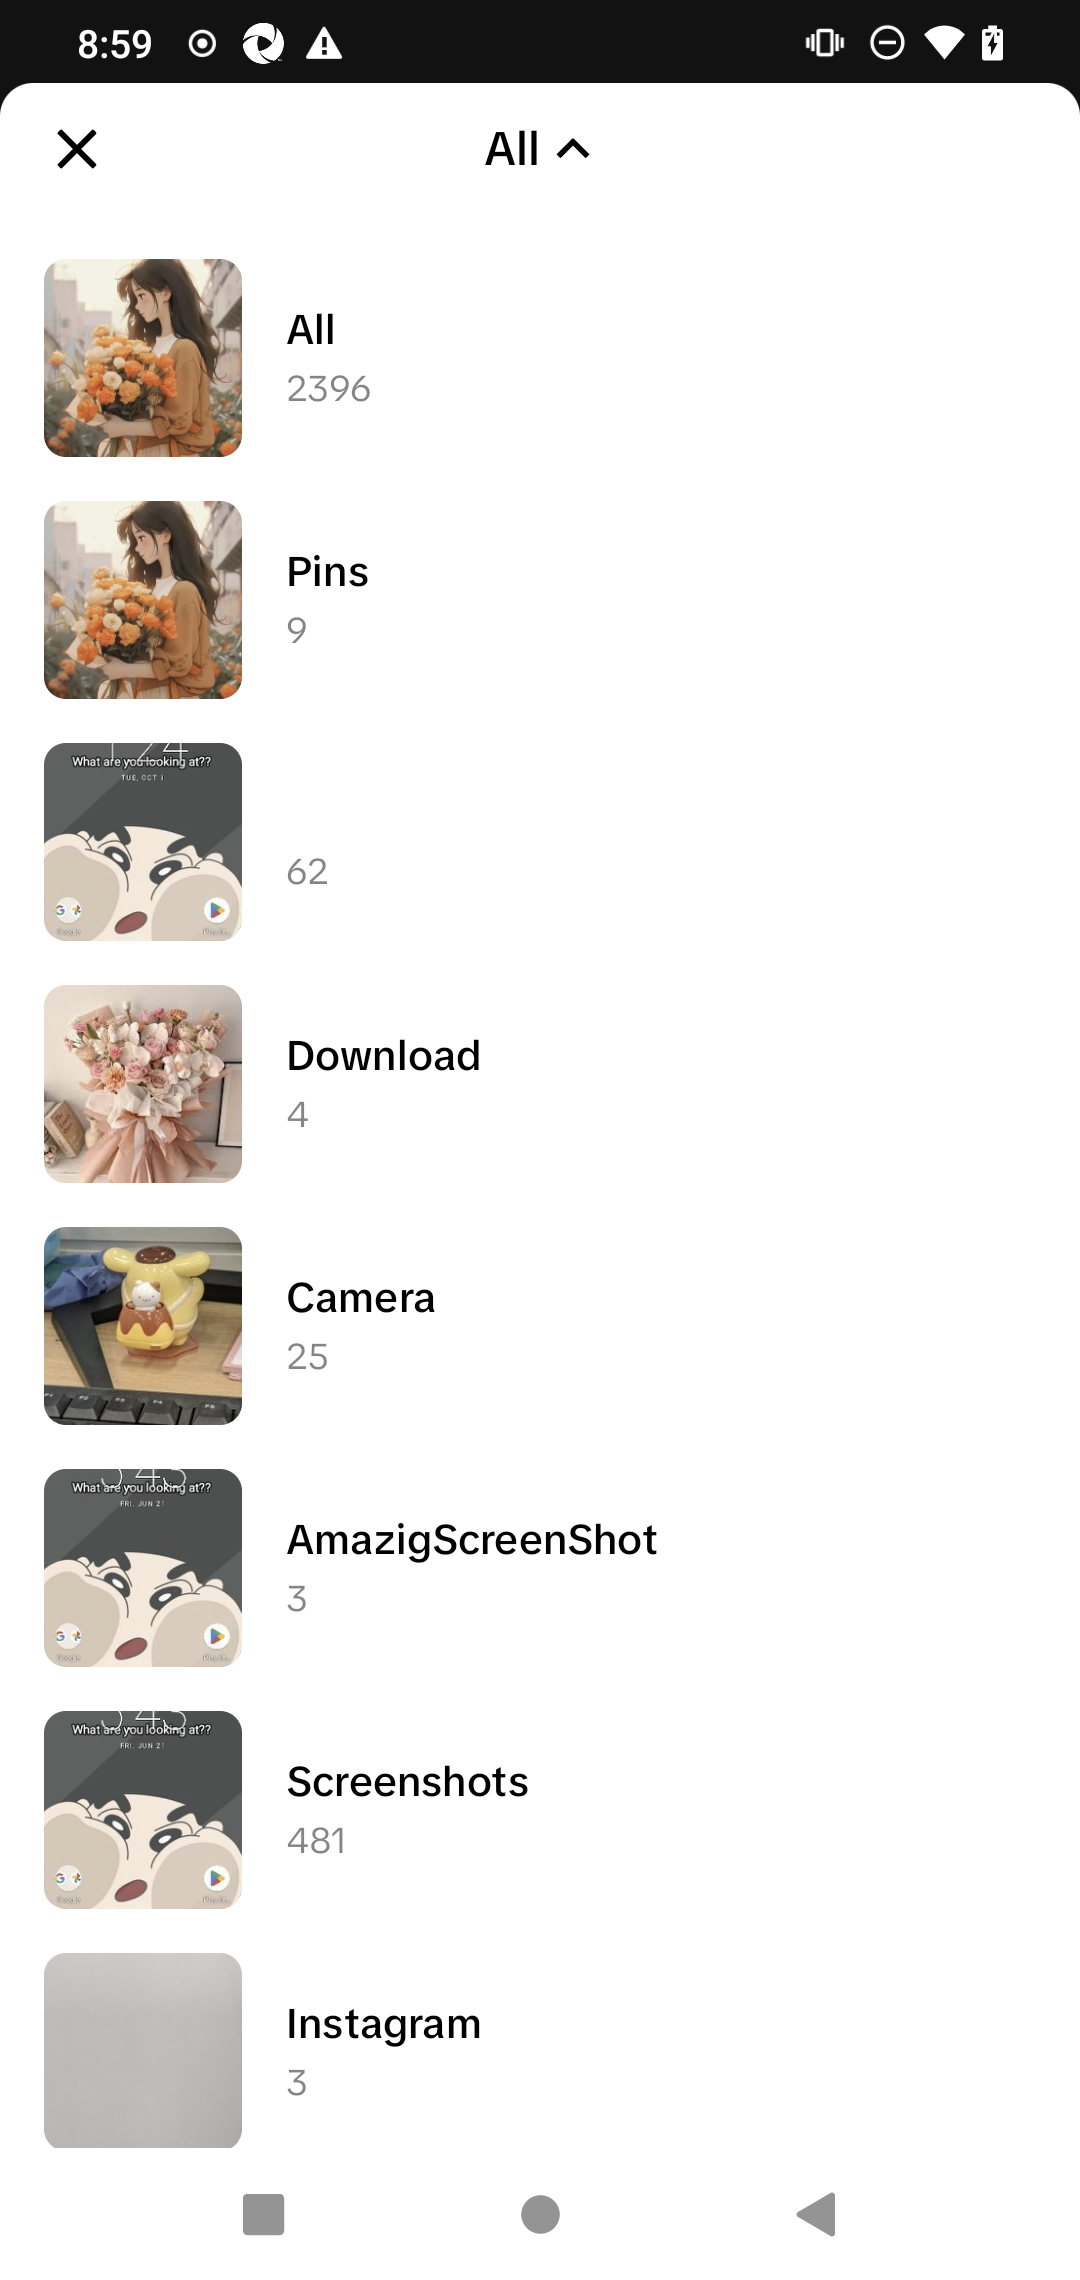 8:59
All
All
2396
Pins
9
What are you looking at??
TUE, OCT 1
62
Download
4
Camera
25
What are you looking at??
FRI, JUN 21
AmazigScreenShot
3
What are you looking at??
FRI, JUN 21
Screenshots
481
Instagram
3